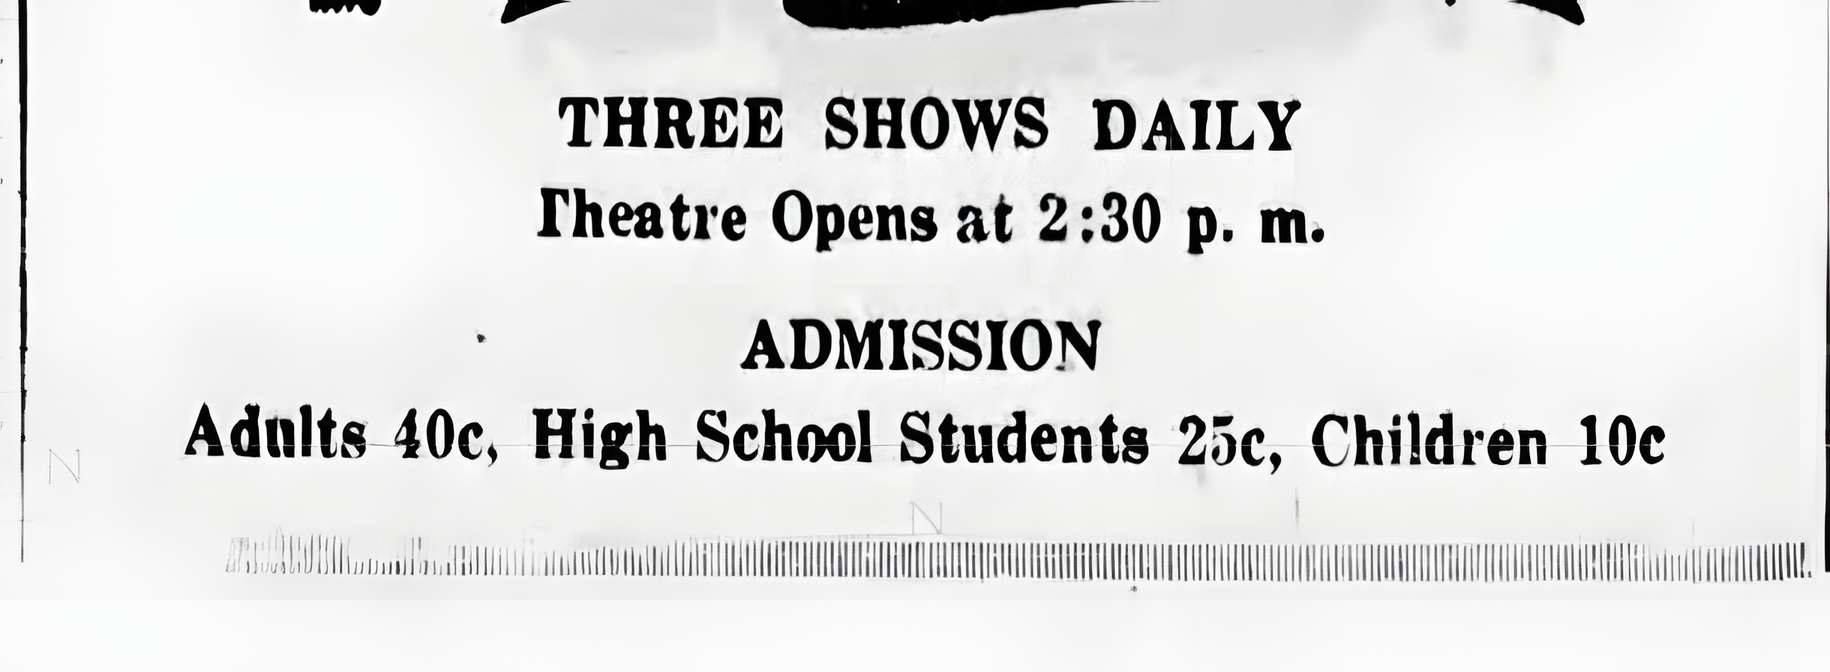 THREE SHOWS DAILY
Theatre Opens at 2:30 p. m.
ADMISSION
Adults 40c, High School Students 25c, Children 10c
N
N